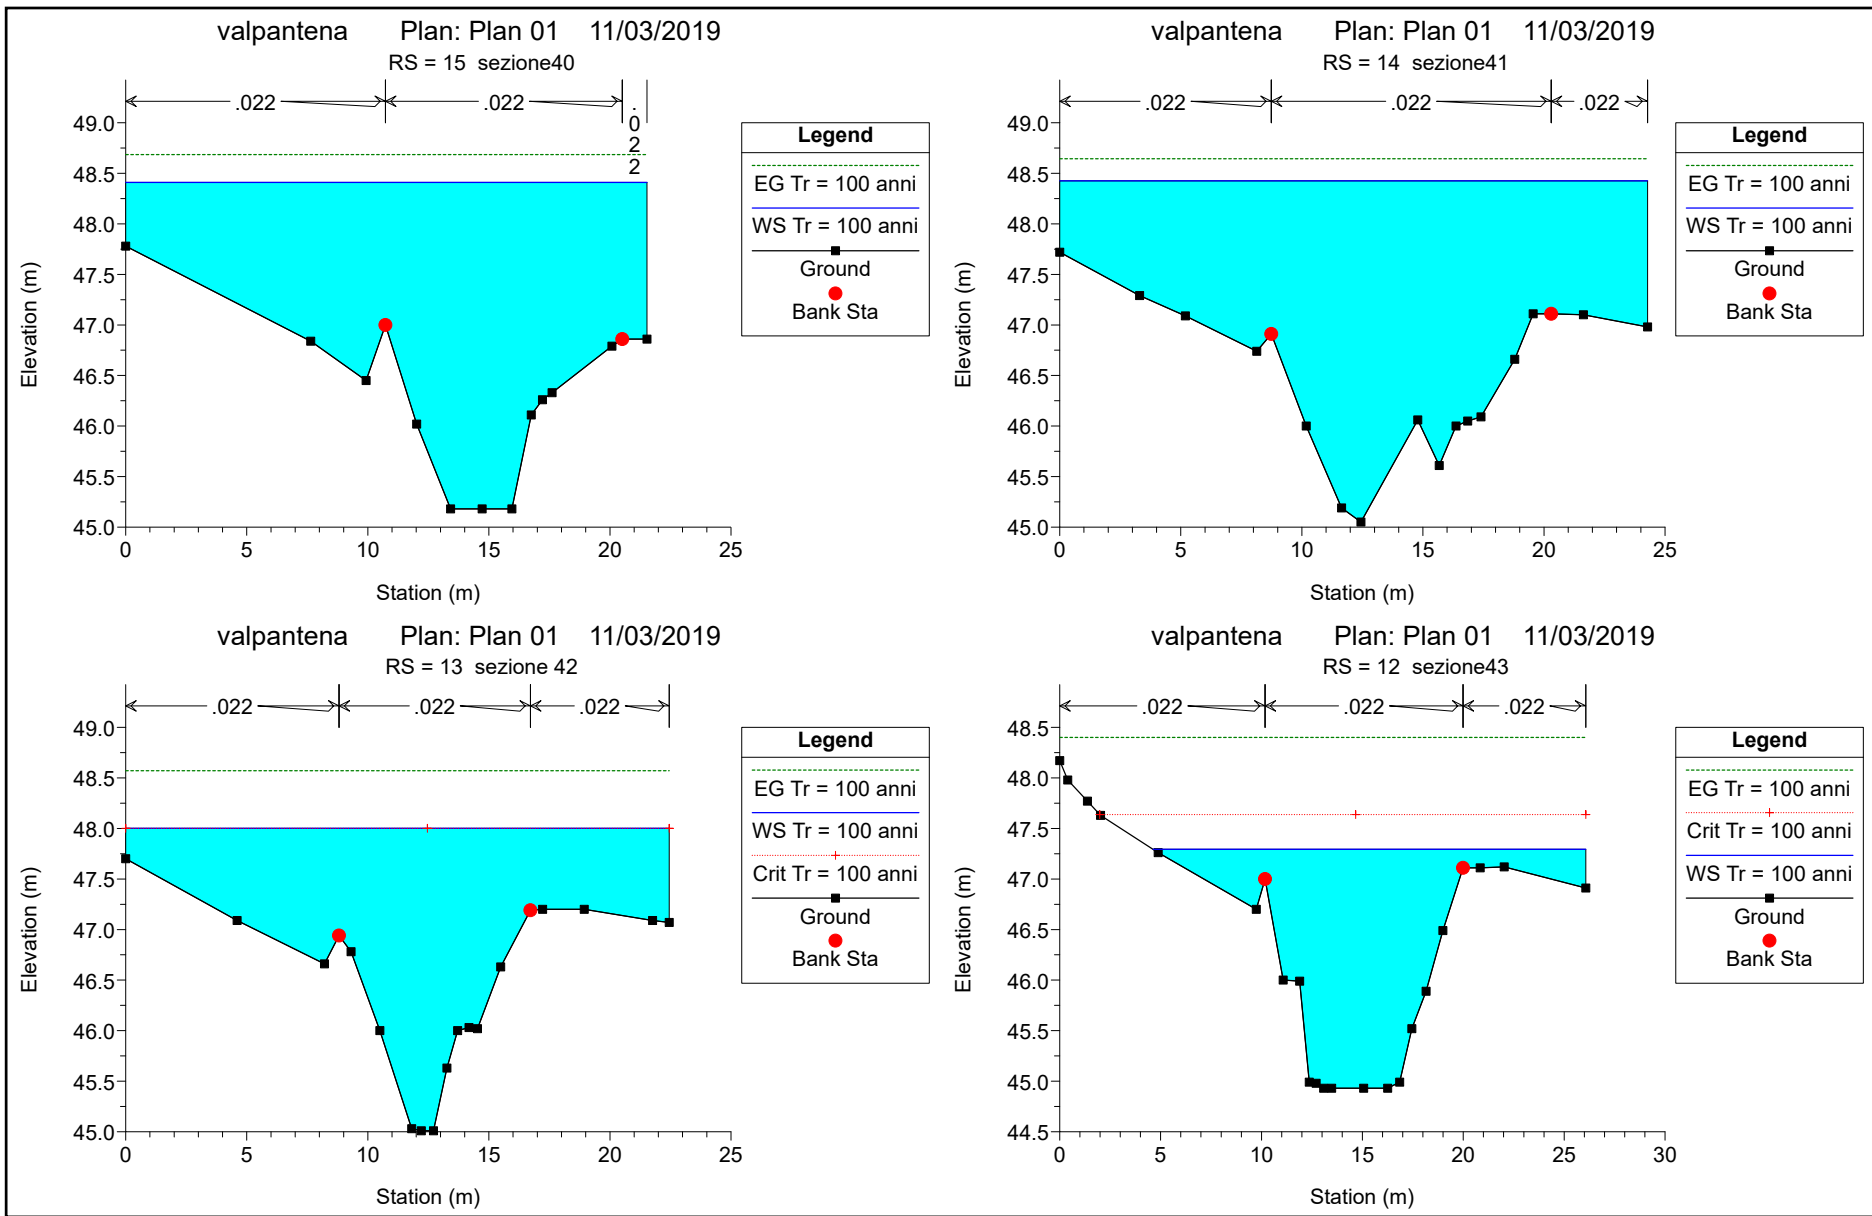 valpantena Plan: Plan 01 11/03/2019
RS = 15 sezione40
.022 .022 .022
49.0
48.5
48.0
47.5
47.0
46.5
46.0
45.5
45.0
0 5 10 15 20 25
Elevation (m)
Station (m)
Legend
EG Tr = 100 anni
WS Tr = 100 anni
Ground
Bank Sta
valpantena Plan: Plan 01 11/03/2019
RS = 14 sezione41
.022 .022 .022
49.0
48.5
48.0
47.5
47.0
46.5
46.0
45.5
45.0
0 5 10 15 20 25
Elevation (m)
Station (m)
Legend
EG Tr = 100 anni
WS Tr = 100 anni
Ground
Bank Sta
valpantena Plan: Plan 01 11/03/2019
RS = 13 sezione 42
.022 .022 .022
49.0
48.5
48.0
47.5
47.0
46.5
46.0
45.5
45.0
0 5 10 15 20 25
Elevation (m)
Station (m)
Legend
EG Tr = 100 anni
WS Tr = 100 anni
Crit Tr = 100 anni
Ground
Bank Sta
valpantena Plan: Plan 01 11/03/2019
RS = 12 sezione43
.022 .022 .022
48.5
48.0
47.5
47.0
46.5
46.0
45.5
45.0
44.5
0 5 10 15 20 25 30
Elevation (m)
Station (m)
Legend
EG Tr = 100 anni
Crit Tr = 100 anni
WS Tr = 100 anni
Ground
Bank Sta